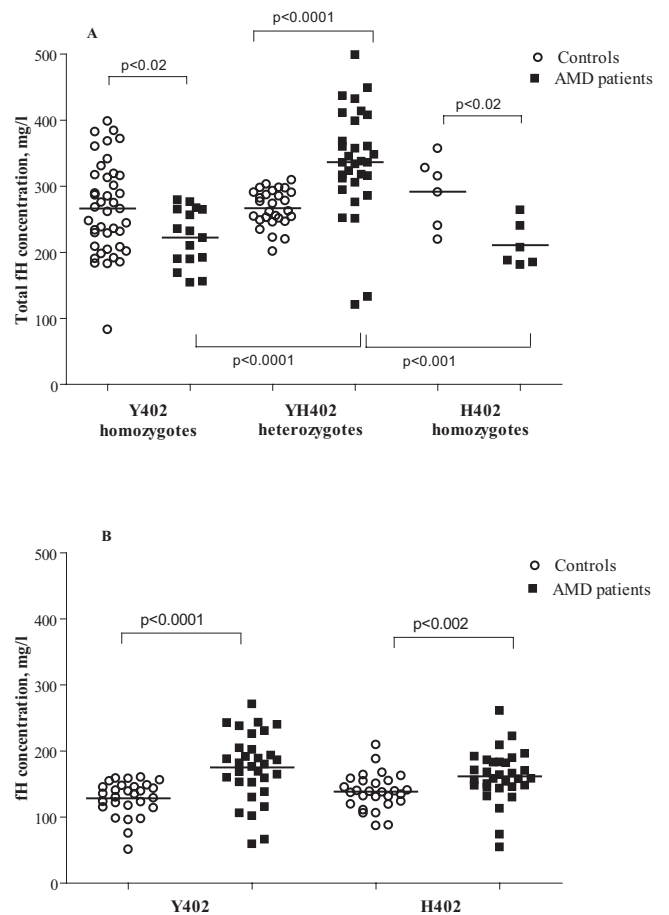 A
p<0.0001
Controls
AMD patients
p<0.02
p<0.02
Total fH concentration, mg/l
500
400
300
200
100
0
p<0.0001
p<0.001
Y402
homozygotes
YH402
heterozygotes
H402
homozygotes
B
Controls
AMD patients
p<0.0001
p<0.002
fH concentration, mg/l
500
400
300
200
100
0
Y402
H402